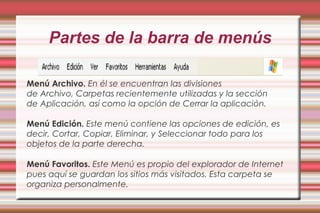 Partes de la barra de menús
Archivo Edición Ver Favoritos Herramientas Ayuda
Menú Archivo. En él se encuentran las divisiones
de Archivo, Carpetas recientemente utilizadas y la sección
de Aplicación, así como la opción de Cerrar la aplicación.
Menú Edición. Este menú contiene las opciones de edición, es
decir, Cortar, Copiar, Eliminar, y Seleccionar todo para los
objetos de la parte derecha.
Menú Favoritos. Este Menú es propio del explorador de Internet
pues aquí se guardan los sitios más visitados. Esta carpeta se
organiza personalmente.